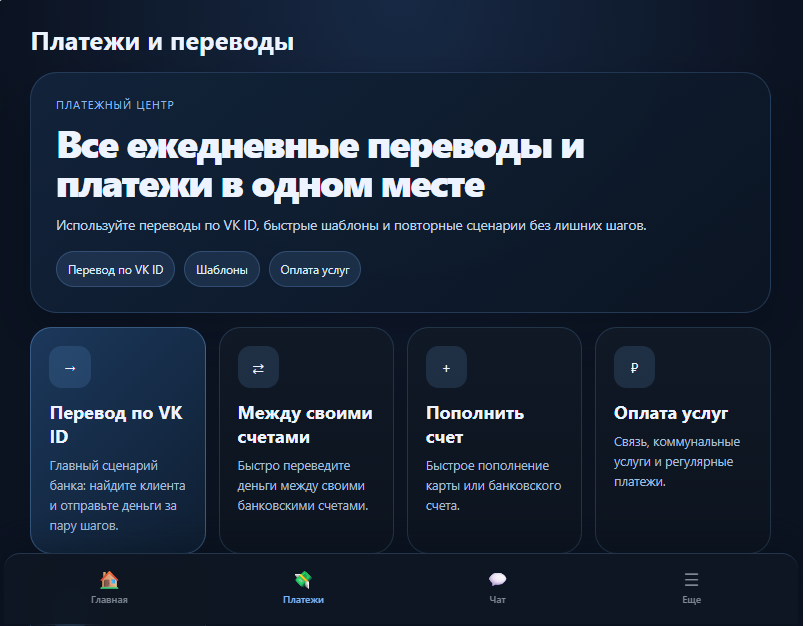 Платежи и переводы
ПЛАТЕЖНЫЙ ЦЕНТР
Все ежедневные переводы и
платежи в одном месте
Используйте переводы по VK ID, быстрые шаблоны и повторные сценарии без лишних шагов.
Перевод по VK ID
Шаблоны
Оплата услуг
→
Перевод по VK
ID
Главный сценарий
банка: найдите клиента
и отправьте деньги за
пару шагов.
⇄
Между своими
счетами
Быстро переведите
деньги между своими
банковскими счетами.
+
Пополнить
счет
Быстрое пополнение
карты или банковского
счета.
₽
Оплата услуг
Связь, коммунальные
услуги и регулярные
платежи.
Главная
Платежи
Чат
Еще